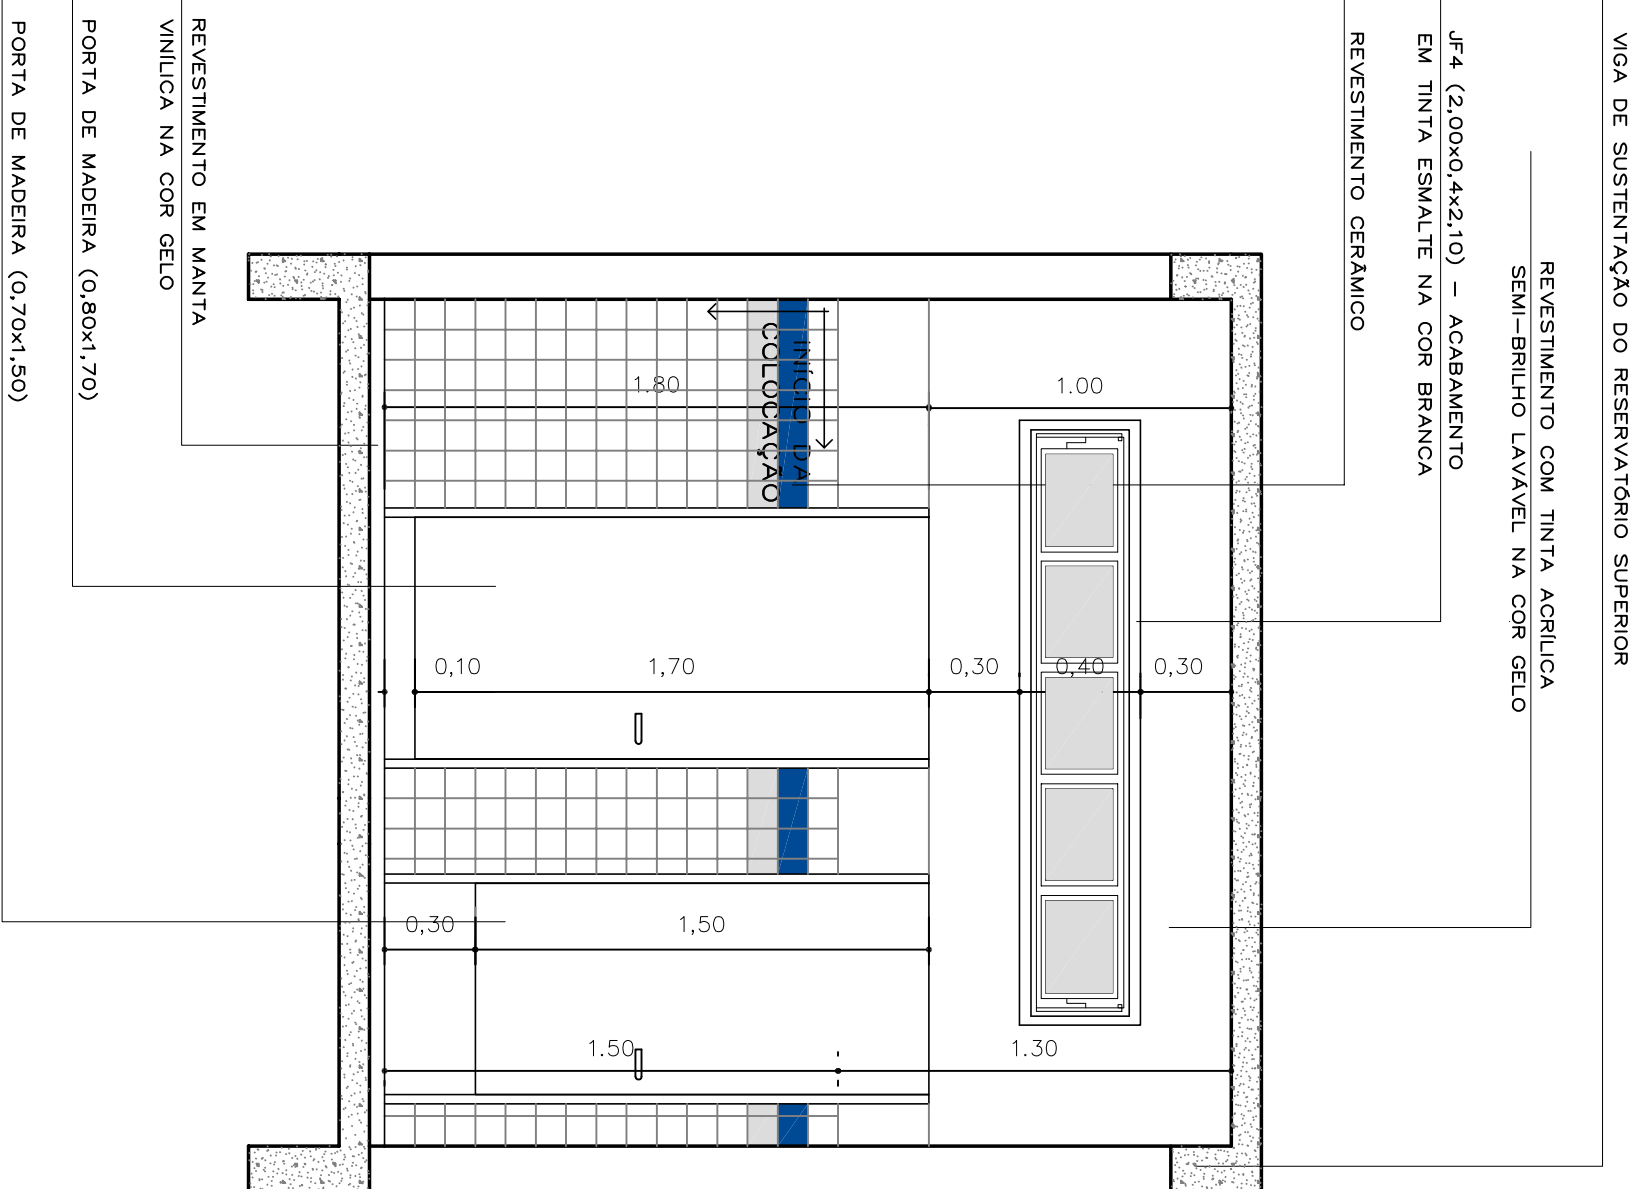 VIGA DE SUSTENTAÇÃO DO RESERVATÓRIO SUPERIOR
REVESTIMENTO COM TINTA ACRÍLICA
SEMI-BRILHO LAVÁVEL NA COR GELO
JF4 (2,00x0,4x2,10) - ACABAMENTO
EM TINTA ESMALTE NA COR BRANCA
REVESTIMENTO CERÂMICO
INÍCIO DA
COLOCAÇÃO
1.80
1.00
0,10
1,70
0,30
0,40
0,30
0,30
1,50
1.50
1.30
REVESTIMENTO EM MANTA
VINÍLICA NA COR GELO
PORTA DE MADEIRA (0,80x1,70)
PORTA DE MADEIRA (0,70x1,50)